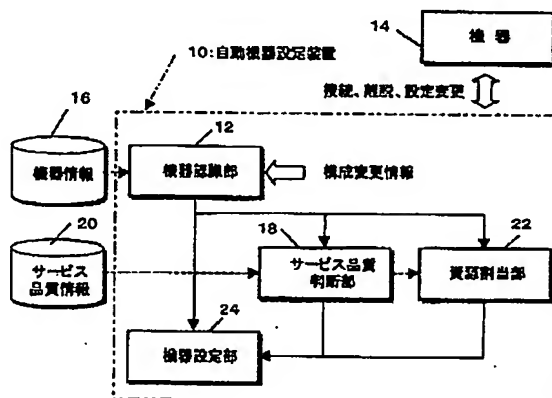 10:自動機器設定装置
14
機器
接続、離脱、設定変更
16
機器情報
12
機器認識部
構成変更情報
20
サービス
品質情報
18
サービス品質
判断部
22
資源割当部
24
機器設定部